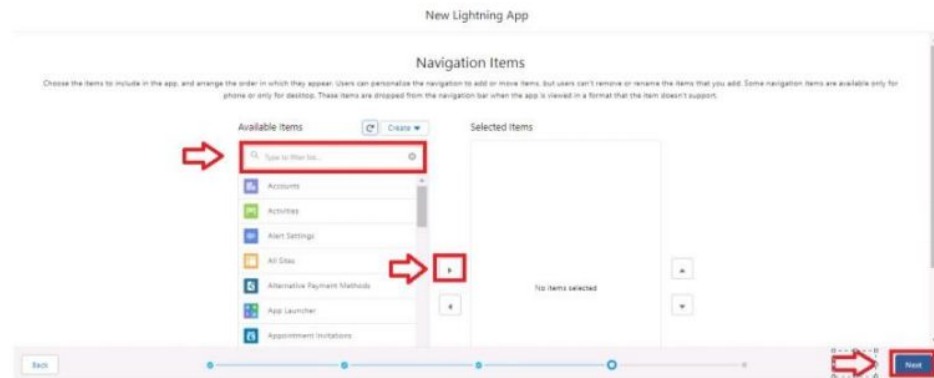 New Lightning App
Navigation Items
Choose the items to include in the app, and arrange the order in which they appear. Users can personalize the navigation to add or move items, but users can't remove or rename the items that you add. Some navigation items are available only for
phone or only for desktop. These items are dropped from the navigation bar when the app is viewed in a format that the item doesn't support.
Available Items
Create
Selected Items
Type to filter list...
Accounts
Activities
Alert Settings
All Sites
Alternative Payment Methods
App Launcher
Appointment Invitations
No items selected
Back
Next